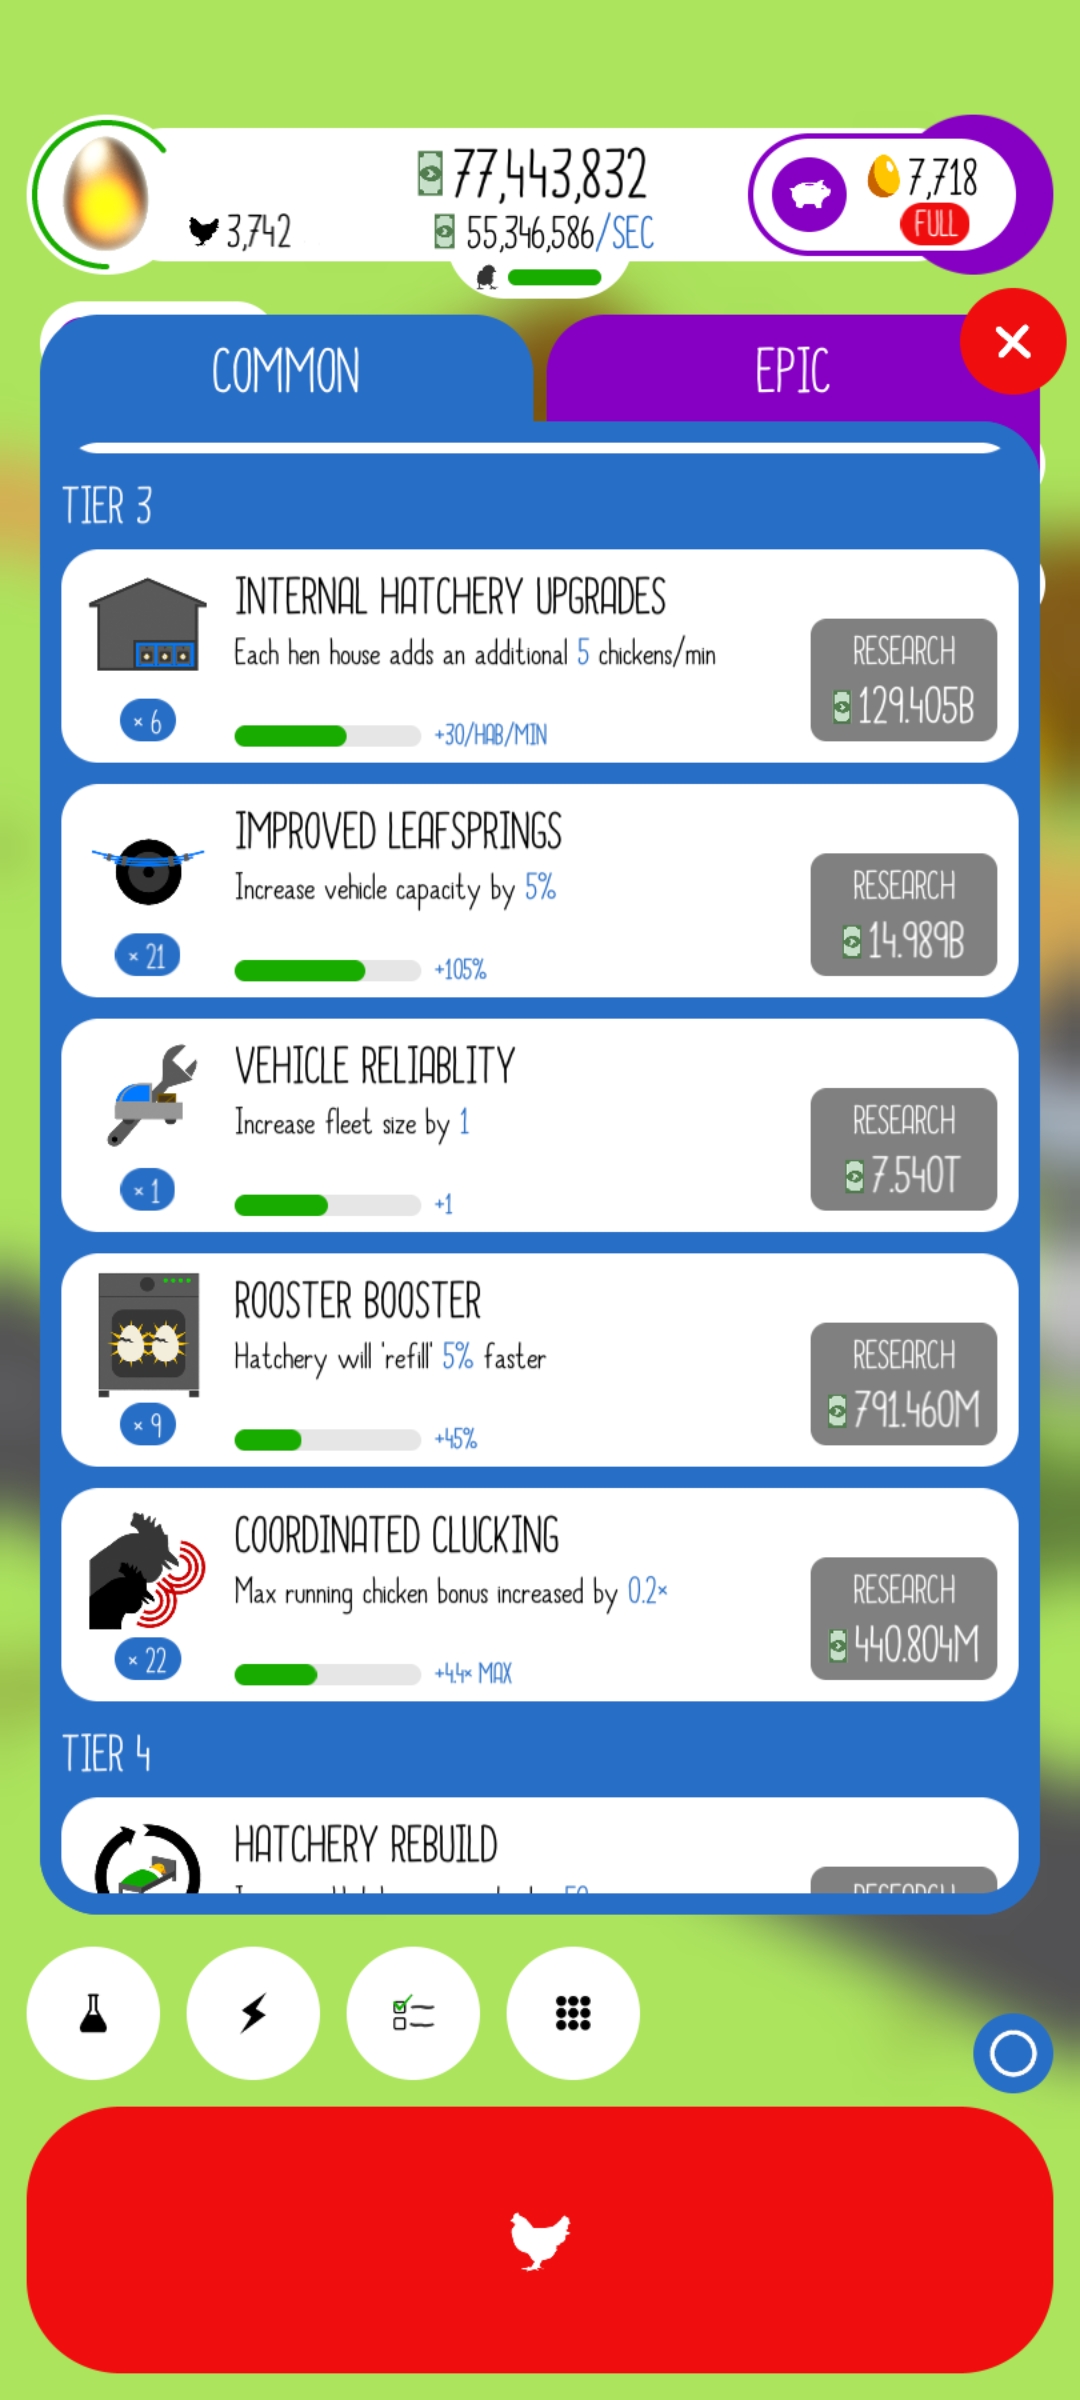 77,443,832
7,718
3,742
55,346,586/SEC
FULL
COMMON
EPIC
TIER 3
INTERNAL HATCHERY UPGRADES
Each hen house adds an additional 5 chickens/min
RESEARCH
129.405B
× 6
+30/HAB/MIN
IMPROVED LEAFSPRINGS
Increase vehicle capacity by 5%
RESEARCH
14.989B
× 21
+105%
VEHICLE RELIABLITY
Increase fleet size by 1
RESEARCH
7.540T
× 1
+1
ROOSTER BOOSTER
Hatchery will 'refill' 5% faster
RESEARCH
791.460M
× 9
+45%
COORDINATED CLUCKING
Max running chicken bonus increased by 0.2×
RESEARCH
440.804M
× 22
+4.4× MAX
TIER 4
HATCHERY REBUILD
RESEARCH